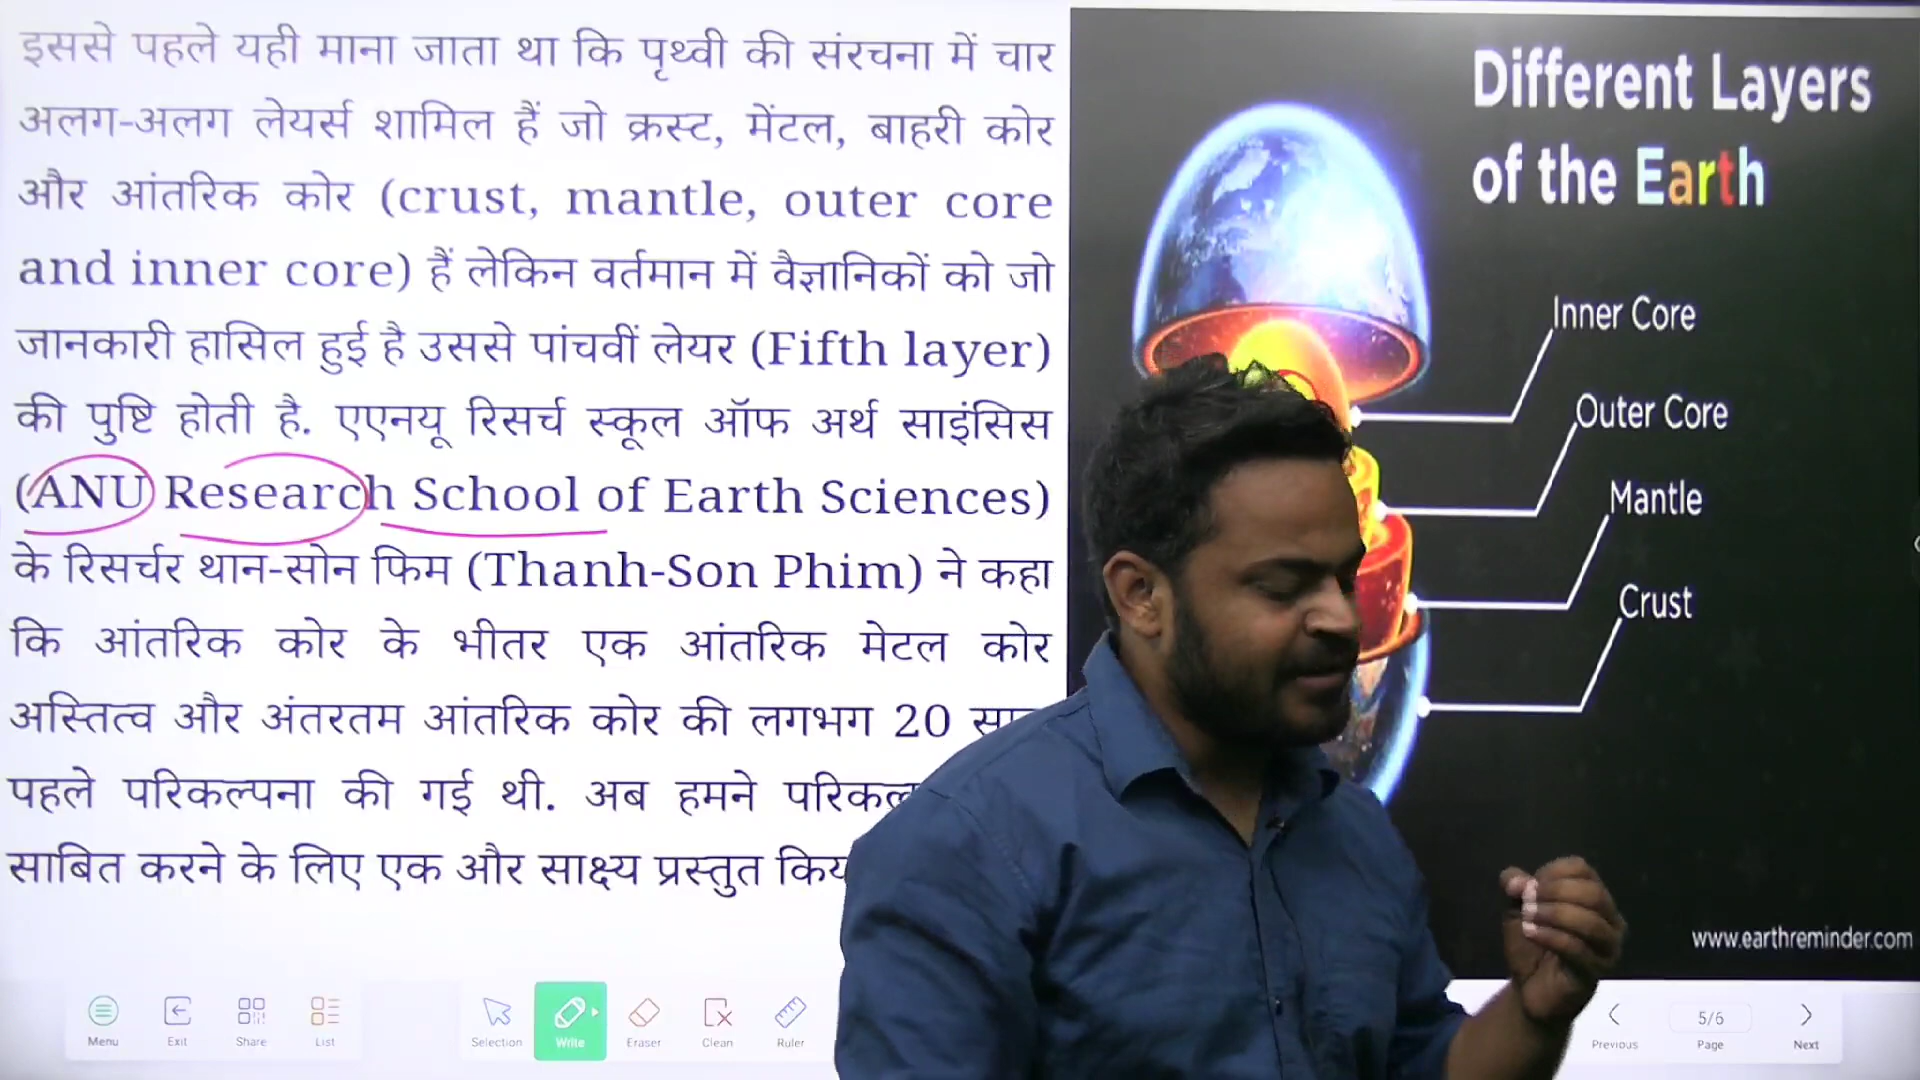 इससे पहले यही माना जाता था कि पृथ्वी की संरचना में चार
अलग-अलग लेयर्स शामिल हैं जो क्रस्ट, मेंटल, बाहरी कोर
और आंतरिक कोर (crust, mantle, outer core
and inner core) हैं लेकिन वर्तमान में वैज्ञानिकों को जो
जानकारी हासिल हुई है उससे पांचवीं लेयर (Fifth layer)
की पुष्टि होती है. एएनयू रिसर्च स्कूल ऑफ अर्थ साइंसिस
(ANU Research School of Earth Sciences)
के रिसर्चर थान-सोन फिम (Thanh-Son Phim) ने कहा
कि आंतरिक कोर के भीतर एक आंतरिक मेटल कोर
अस्तित्व और अंतरतम आंतरिक कोर की लगभग 20
पहले परिकल्पना की गई थी. अब हमने
साबित करने के लिए एक और साक्ष्य प्रस्तुत
Different Layers
of the Earth
Inner Core
Outer Core
Mantle
Crust
www.earthreminder.com
Menu
Exit
Share
List
Selection
Write
Eraser
Clean
Ruler
Previous
5/6
Page
Next